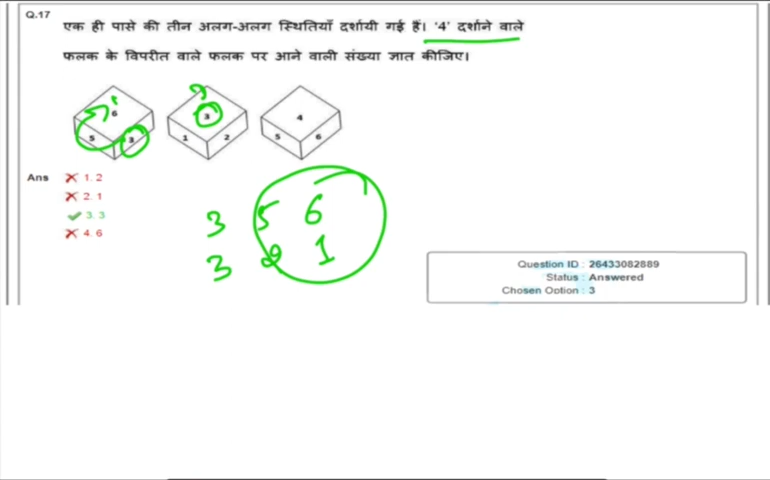 Q.17
एक ही पासे की तीन अलग-अलग स्थितियाँ दर्शायी गई हैं। '4' दर्शाने वाले
फलक के विपरीत वाले फलक पर आने वाली संख्या ज्ञात कीजिए।
6 5 3
3 1 2
4 5 6
Ans 1. 2
2. 1
3. 3
4. 6
3 5 6
3 2 1
Question ID : 26433082889
Status : Answered
Chosen Option : 3